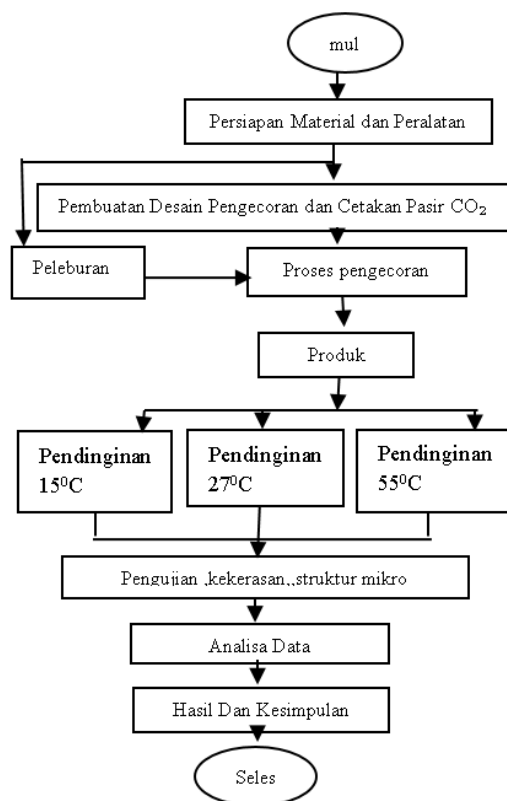 mul
Persiapan Material dan Peralatan
Pembuatan Desain Pengecoran dan Cetakan Pasir CO₂
Peleburan
Proses pengecoran
Produk
Pendinginan
15⁰C
Pendinginan
27⁰C
Pendinginan
55⁰C
Pengujian ,kekerasan,,struktur mikro
Analisa Data
Hasil Dan Kesimpulan
Seles